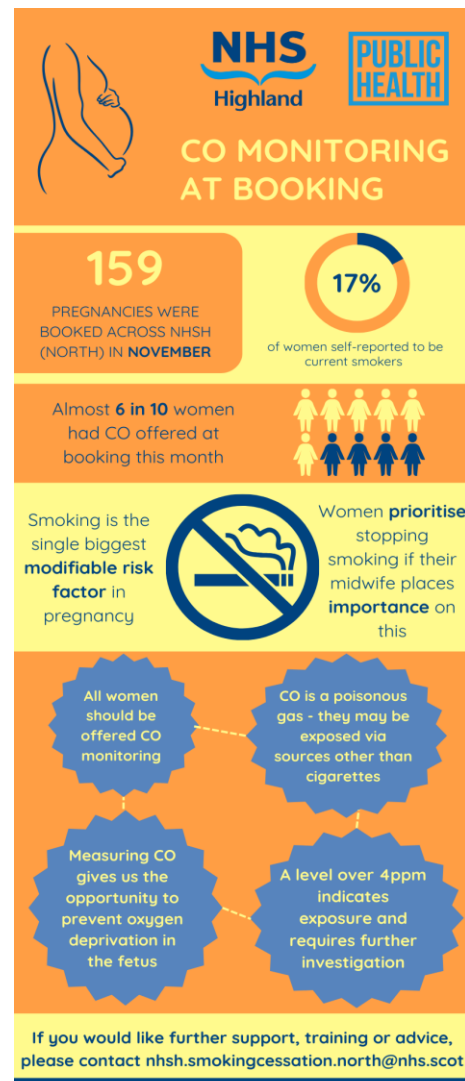 NHS
Highland
PUBLIC
HEALTH
CO MONITORING
AT BOOKING
159
PREGNANCIES WERE
BOOKED ACROSS NHSH
(NORTH) IN NOVEMBER
17%
of women self-reported to be
current smokers
Almost 6 in 10 women
had CO offered at
booking this month
Smoking is the
single biggest
modifiable risk
factor in
pregnancy
Women prioritise
stopping
smoking if their
midwife places
importance on
this
All women
should be
offered CO
monitoring
CO is a poisonous
gas - they may be
exposed via
sources other than
cigarettes
Measuring CO
gives us the
opportunity to
prevent oxygen
deprivation in
the fetus
A level over 4ppm
indicates
exposure and
requires further
investigation
If you would like further support, training or advice,
please contact nhsh.smokingcessation.north@nhs.scot